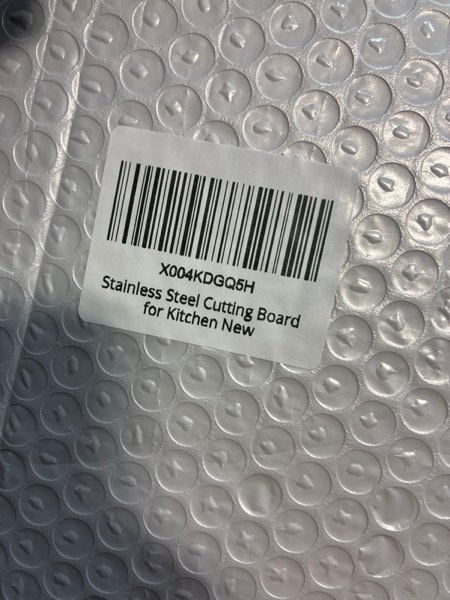 X004KDGQ5H
Stainless Steel Cutting Board
for Kitchen New